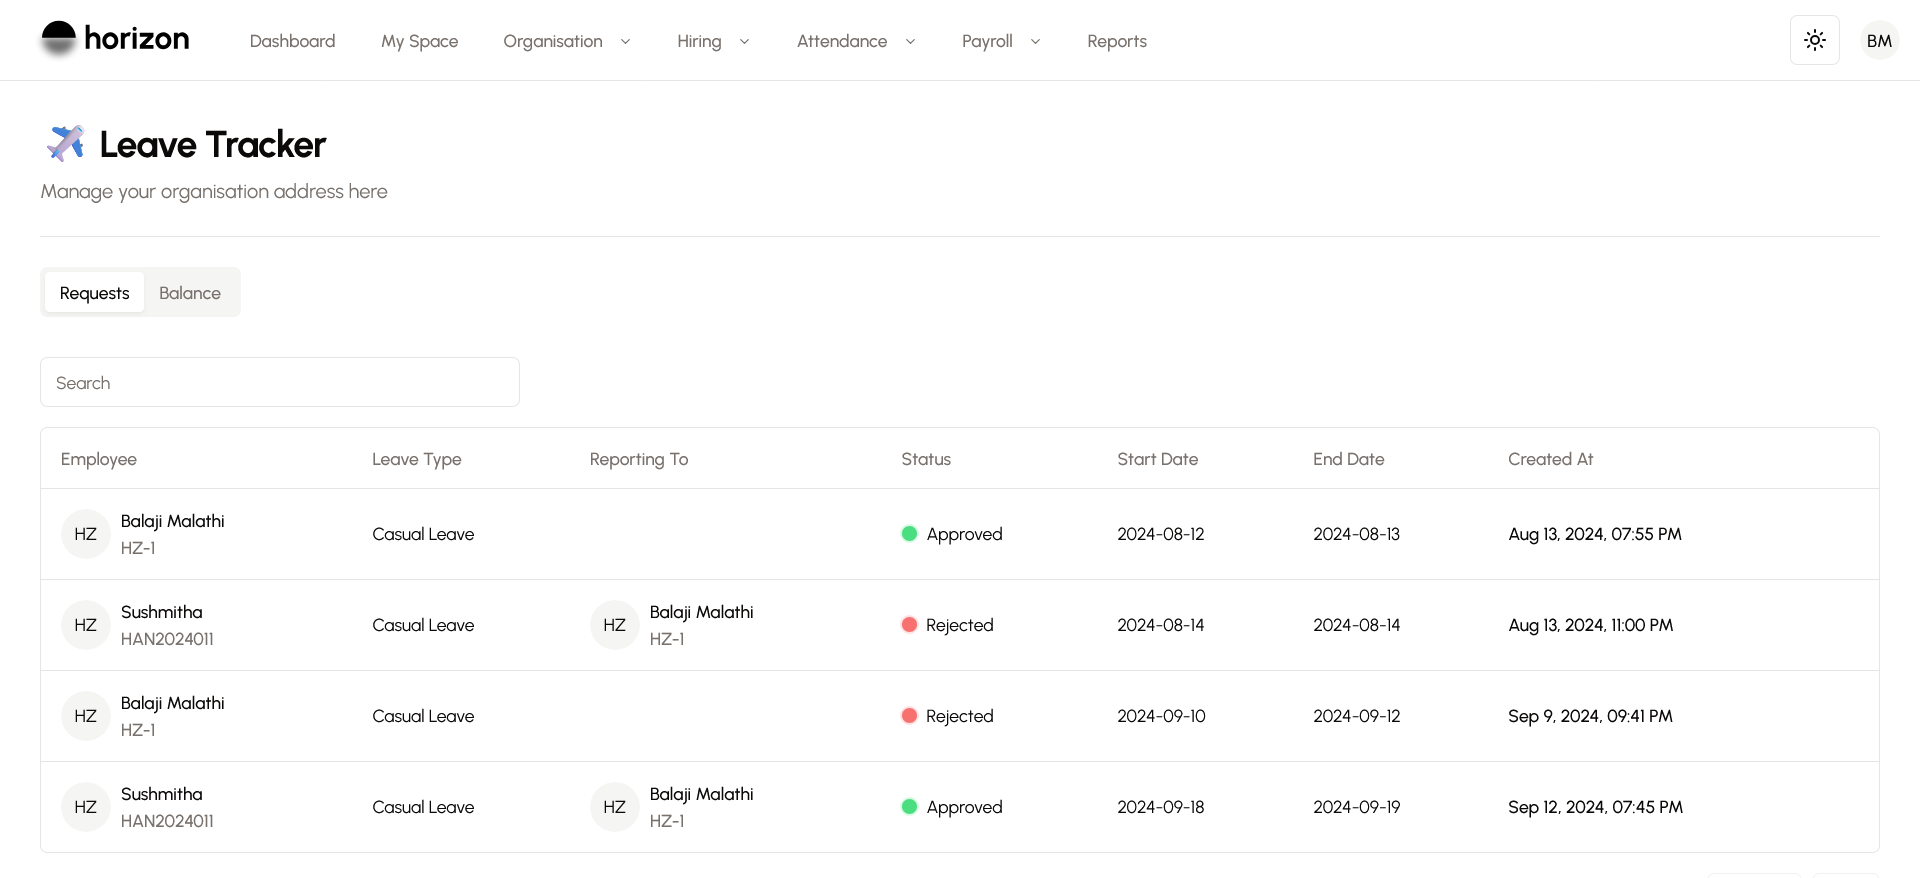 horizon
Dashboard My Space Organisation Hiring Attendance Payroll Reports BM
Leave Tracker
Manage your organisation address here
Requests Balance
Search
Employee Leave Type Reporting To Status Start Date End Date Created At
HZ Balaji Malathi HZ-1 Casual Leave Approved 2024-08-12 2024-08-13 Aug 13, 2024, 07:55 PM
HZ Sushmitha HAN2024011 Casual Leave HZ Balaji Malathi HZ-1 Rejected 2024-08-14 2024-08-14 Aug 13, 2024, 11:00 PM
HZ Balaji Malathi HZ-1 Casual Leave Rejected 2024-09-10 2024-09-12 Sep 9, 2024, 09:41 PM
HZ Sushmitha HAN2024011 Casual Leave HZ Balaji Malathi HZ-1 Approved 2024-09-18 2024-09-19 Sep 12, 2024, 07:45 PM